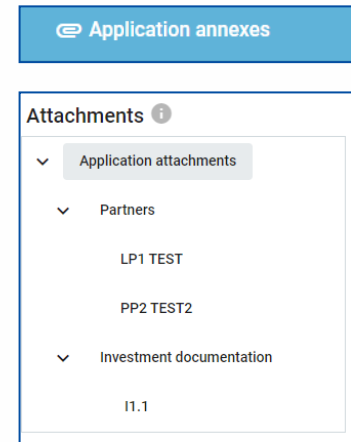 Application annexes
Attachments
Application attachments
Partners
LP1 TEST
PP2 TEST2
Investment documentation
I1.1